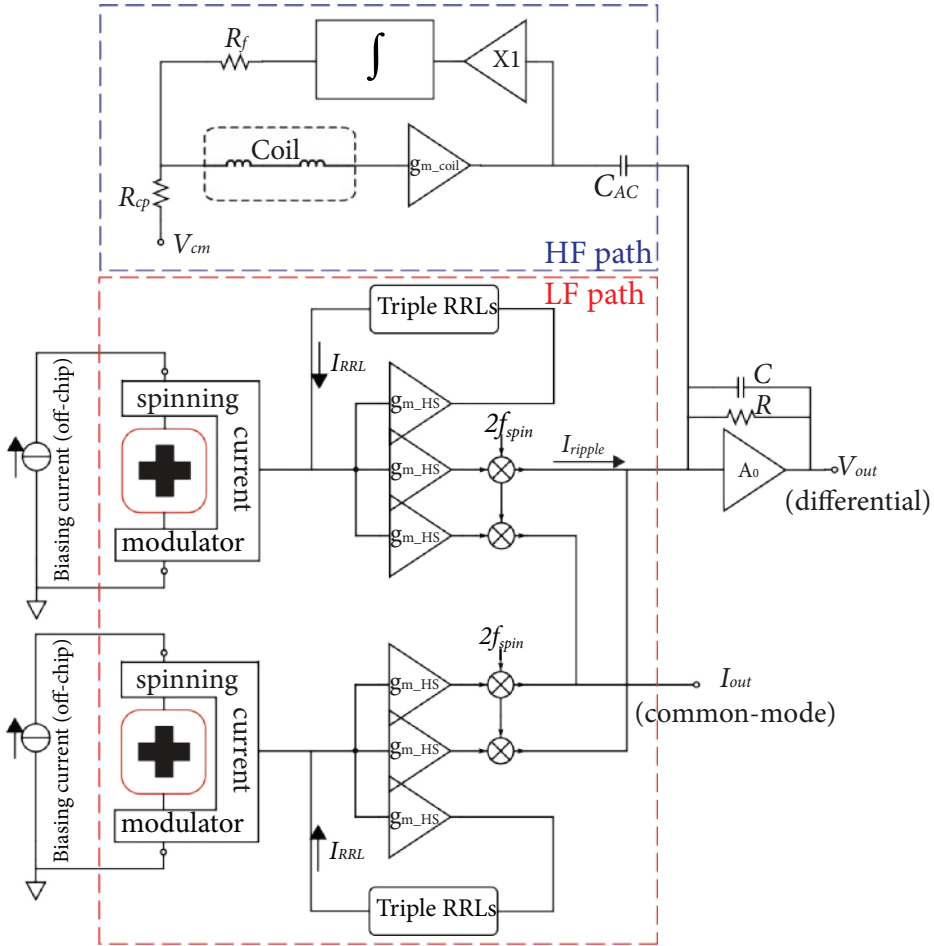 R_f
∫
X1
Coil
g_m_coil
R_cp
C_AC
V_cm
HF path
LF path
Triple RRLs
I_RRL
Biasing current (off-chip)
spinning
current
modulator
g_m_HS
g_m_HS
g_m_HS
2f_spin
I_ripple
C
R
A_0
V_out
(differential)
Biasing current (off-chip)
spinning
current
modulator
g_m_HS
g_m_HS
g_m_HS
2f_spin
I_out
(common-mode)
I_RRL
Triple RRLs